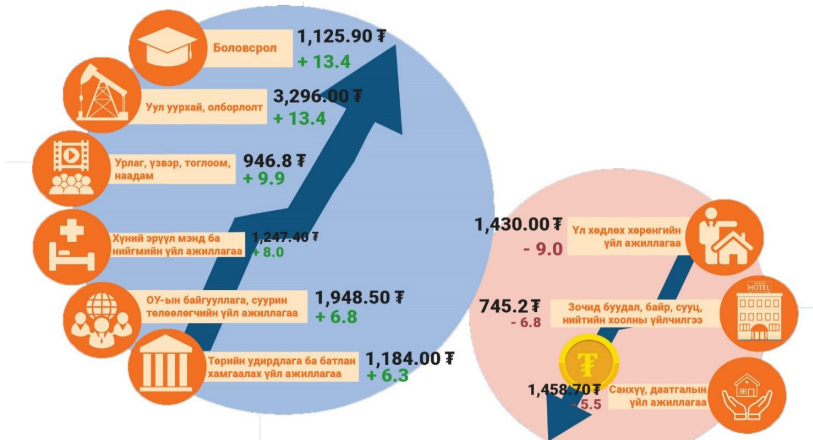 Боловсрол
1,125.90 ₮
+ 13.4
Уул уурхай, олборлолт
3,296.00 ₮
+ 13.4
Урлаг, үзвэр, тоглоом,
наадам
946.8 ₮
+ 9.9
Хүний эрүүл мэнд ба
нийгмийн үйл ажиллагаа
1,247.40 ₮
+ 8.0
ОУ-ын байгууллага, суурин
төлөөлөгчийн үйл ажиллагаа
1,948.50 ₮
+ 6.8
Төрийн удирдлага ба батлан
хамгаалах үйл ажиллагаа
1,184.00 ₮
+ 6.3
1,430.00 ₮
- 9.0
Үл хөдлөх хөрөнгийн
үйл ажиллагаа
745.2 ₮
- 6.8
Зочид буудал, байр, сууц,
нийтийн хоолны үйлчилгээ
HOTEL
₮
1,458.70 ₮
- 5.5
Санхүү, даатгалын
үйл ажиллагаа